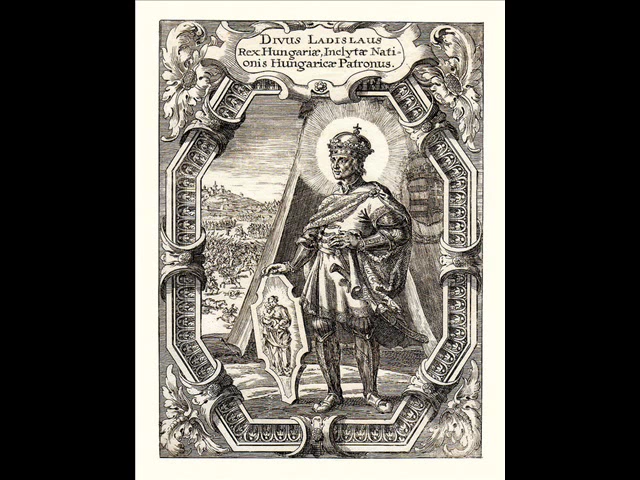 DIVUS LADISLAUS
Rex Hungariæ, Inclytæ Nati-
onis Hungaricæ Patronus.